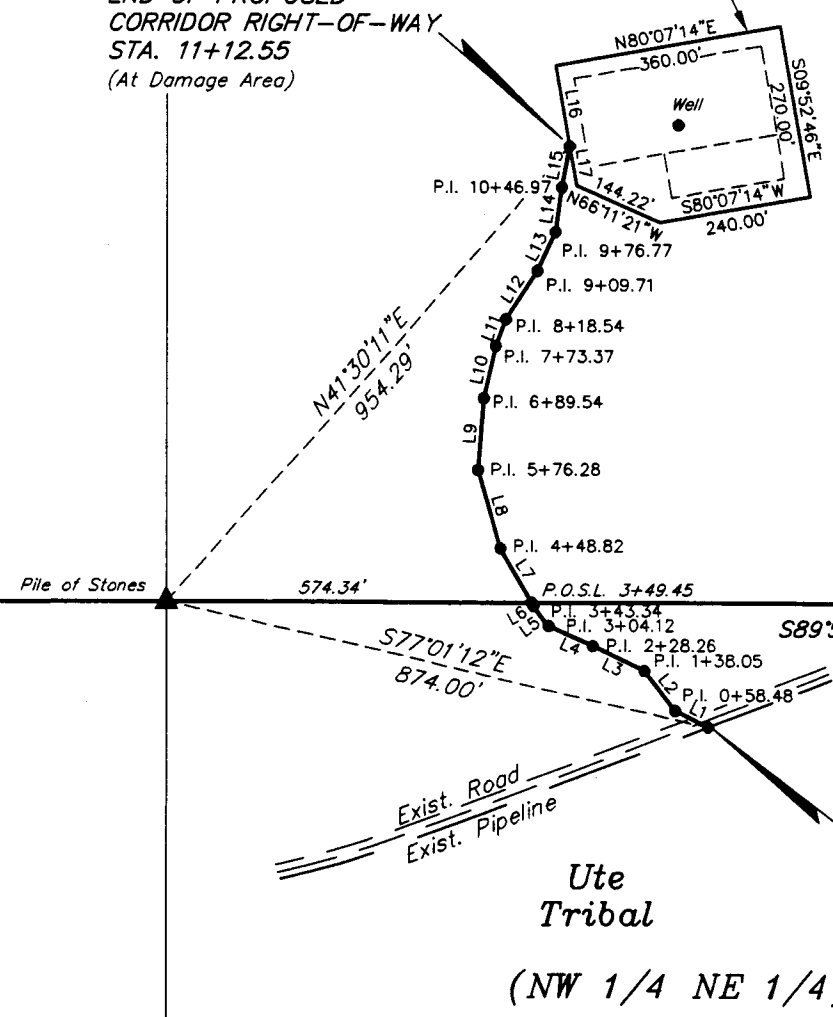 END OF PROPOSED
CORRIDOR RIGHT-OF-WAY
STA. 11+12.55
(At Damage Area)
N80°07'14"E
360.00'
S09°52'46"E
270.00'
L16
Well
L17
L15
P.I. 10+46.97
144.22'
N66°11'21"W
S80°07'14"W
240.00'
L14
L13
P.I. 9+76.77
P.I. 9+09.71
L12
L11
P.I. 8+18.54
P.I. 7+73.37
L10
N41°30'11"E
954.29'
P.I. 6+89.54
L9
P.I. 5+76.28
L8
P.I. 4+48.82
L7
Pile of Stones
574.34'
P.O.S.L. 3+49.45
L6
P.I. 3+43.34
L5
P.I. 3+04.12
S89°5
L4
P.I. 2+28.26
S77°01'12"E
874.00'
L3
P.I. 1+38.05
L2
P.I. 0+58.48
L1
Exist. Road
Exist. Pipeline
Ute
Tribal
(NW 1/4 NE 1/4)